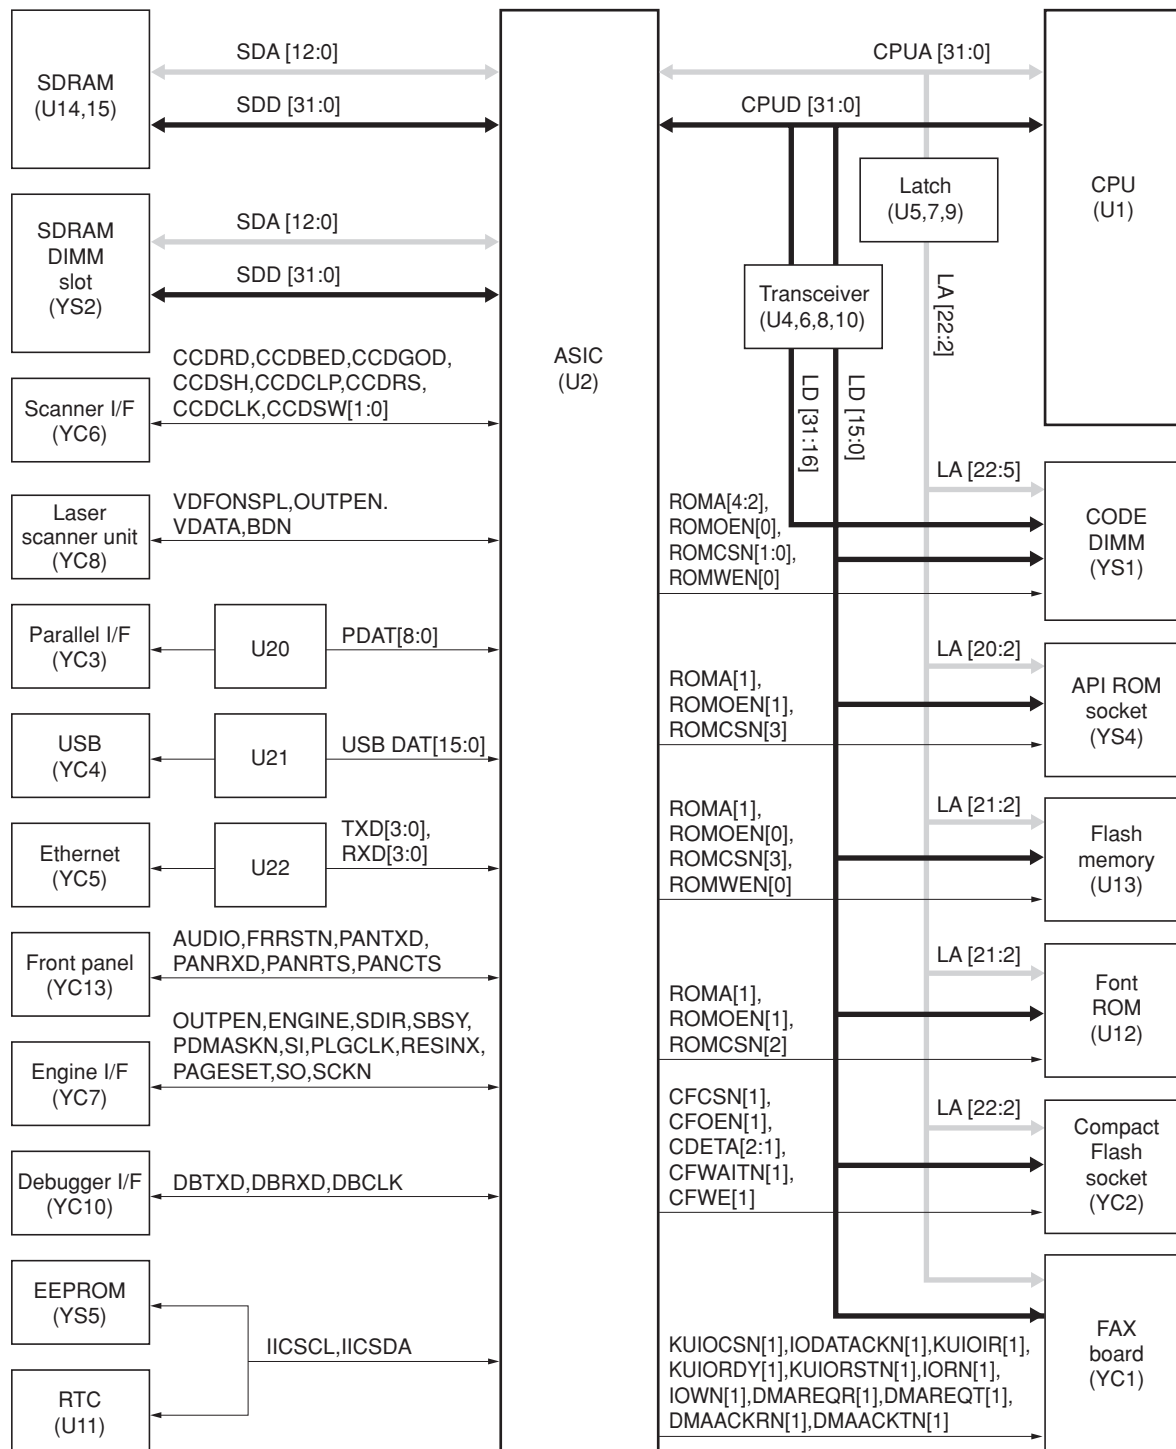 SDRAM
(U14,15)
SDA [12:0]
SDD [31:0]
SDRAM
DIMM
slot
(YS2)
SDA [12:0]
SDD [31:0]
Scanner I/F
(YC6)
CCDRD,CCDBED,CCDGOD,
CCDSH,CCDCLP,CCDRS,
CCDCLK,CCDSW[1:0]
Laser
scanner unit
(YC8)
VDFONSPL,OUTPEN.
VDATA,BDN
Parallel I/F
(YC3)
U20
PDAT[8:0]
USB
(YC4)
U21
USB DAT[15:0]
Ethernet
(YC5)
U22
TXD[3:0],
RXD[3:0]
Front panel
(YC13)
AUDIO,FRRSTN,PANTXD,
PANRXD,PANRTS,PANCTS
Engine I/F
(YC7)
OUTPEN,ENGINE,SDIR,SBSY,
PDMASKN,SI,PLGCLK,RESINX,
PAGESET,SO,SCKN
Debugger I/F
(YC10)
DBTXD,DBRXD,DBCLK
EEPROM
(YS5)
IICSCL,IICSDA
RTC
(U11)
ASIC
(U2)
CPUA [31:0]
CPUD [31:0]
CPU
(U1)
Latch
(U5,7,9)
Transceiver
(U4,6,8,10)
LA [22:2]
LD [31:16]
LD [15:0]
LA [22:5]
ROMA[4:2],
ROMOEN[0],
ROMCSN[1:0],
ROMWEN[0]
CODE
DIMM
(YS1)
LA [20:2]
ROMA[1],
ROMOEN[1],
ROMCSN[3]
API ROM
socket
(YS4)
LA [21:2]
ROMA[1],
ROMOEN[0],
ROMCSN[3],
ROMWEN[0]
Flash
memory
(U13)
LA [21:2]
ROMA[1],
ROMOEN[1],
ROMCSN[2]
Font
ROM
(U12)
LA [22:2]
CFCSN[1],
CFOEN[1],
CDETA[2:1],
CFWAITN[1],
CFWE[1]
Compact
Flash
socket
(YC2)
KUIOCSN[1],IODATACKN[1],KUIOIR[1],
KUIORDY[1],KUIORSTN[1],IORN[1],
IOWN[1],DMAREQR[1],DMAREQT[1],
DMAACKRN[1],DMAACKTN[1]
FAX
board
(YC1)